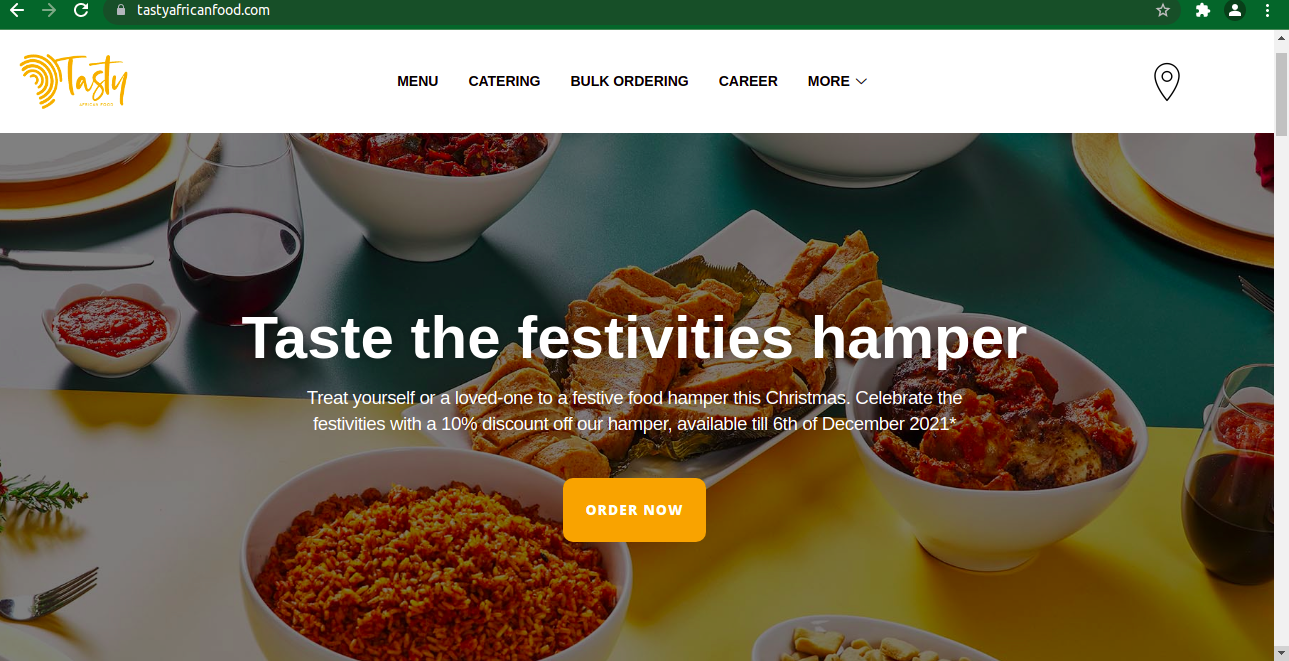 tastyafricanfood.com
Tasty
AFRICAN FOOD
MENU CATERING BULK ORDERING CAREER MORE
Taste the festivities hamper
Treat yourself or a loved-one to a festive food hamper this Christmas. Celebrate the
festivities with a 10% discount off our hamper, available till 6th of December 2021*
ORDER NOW